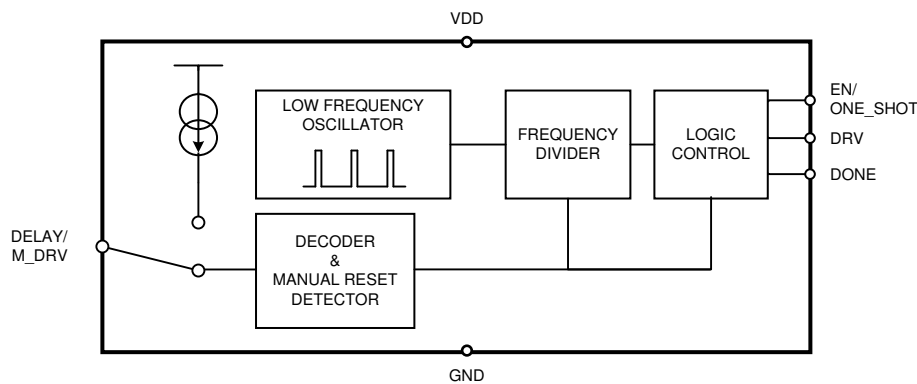 VDD
LOW FREQUENCY
OSCILLATOR
FREQUENCY
DIVIDER
LOGIC
CONTROL
EN/
ONE_SHOT
DRV
DONE
DELAY/
M_DRV
DECODER
&
MANUAL RESET
DETECTOR
GND